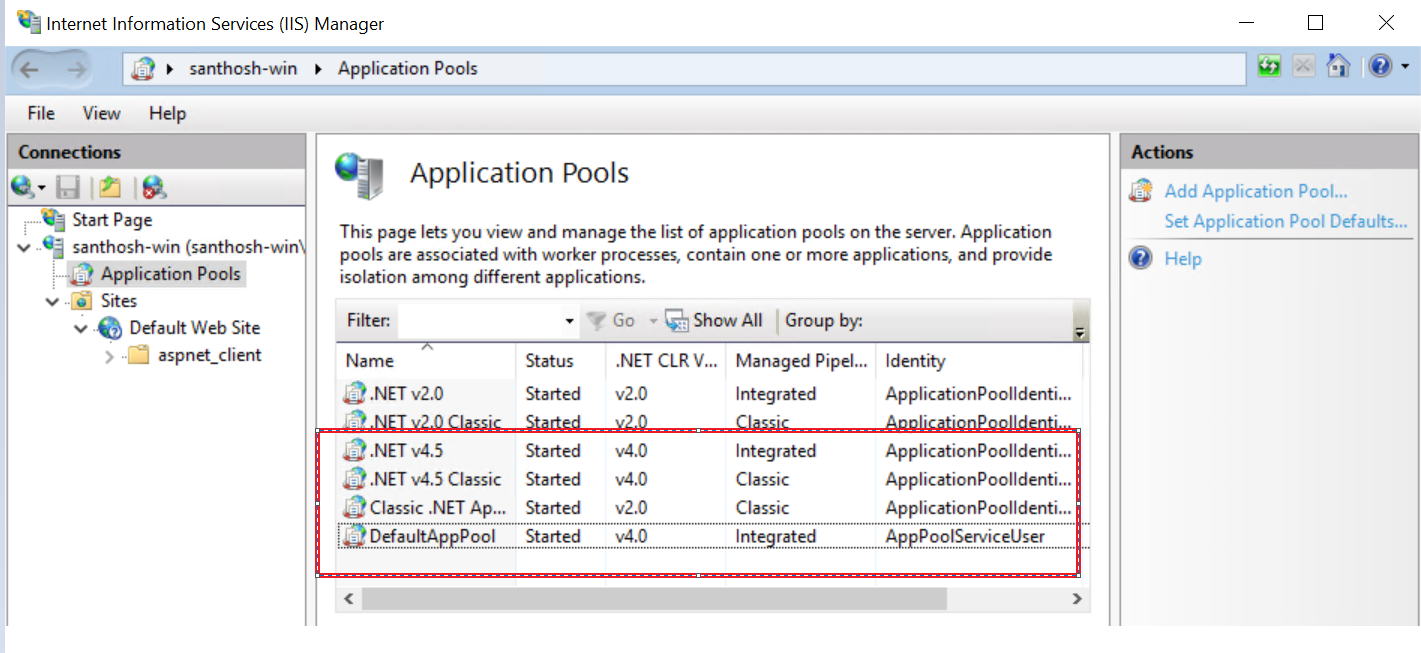 Internet Information Services (IIS) Manager
santhosh-win Application Pools
File View Help
Connections
Start Page
santhosh-win (santhosh-win\
Application Pools
Sites
Default Web Site
aspnet_client
Application Pools
This page lets you view and manage the list of application pools on the server. Application
pools are associated with worker processes, contain one or more applications, and provide
isolation among different applications.
Filter: Go Show All Group by:
Name Status .NET CLR V... Managed Pipel... Identity
.NET v2.0 Started v2.0 Integrated ApplicationPoolIdenti...
.NET v2.0 Classic Started v2.0 Classic ApplicationPoolIdenti...
.NET v4.5 Started v4.0 Integrated ApplicationPoolIdenti...
.NET v4.5 Classic Started v4.0 Classic ApplicationPoolIdenti...
Classic .NET Ap... Started v2.0 Classic ApplicationPoolIdenti...
DefaultAppPool Started v4.0 Integrated AppPoolServiceUser
Actions
Add Application Pool...
Set Application Pool Defaults...
Help